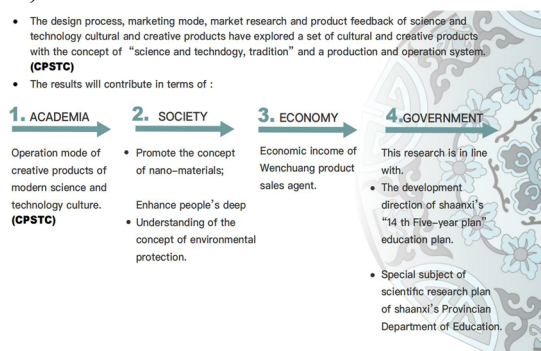 • The design process, marketing mode, market research and product feedback of science and
technology cultural and creative products have explored a set of cultural and creative products
with the concept of “science and techndogy, tradition” and a production and operation system.
(CPSTC)
• The results will contribute in terms of :
1. ACADEMIA
Operation mode of
creative products of
modern science and
technology culture.
(CPSTC)
2. SOCIETY
• Promote the concept
of nano-materials;
Enhance people's deep
• Understanding of the
concept of environmental
protection.
3. ECONOMY
Economic income of
Wenchuang product
sales agent.
4.GOVERNMENT
This research is in line
with.
• The development
direction of shaanxi's
“14 th Five-year plan”
education plan.
• Special subject of
scientific research plan
of shaanxi's Provincian
Department of Education.